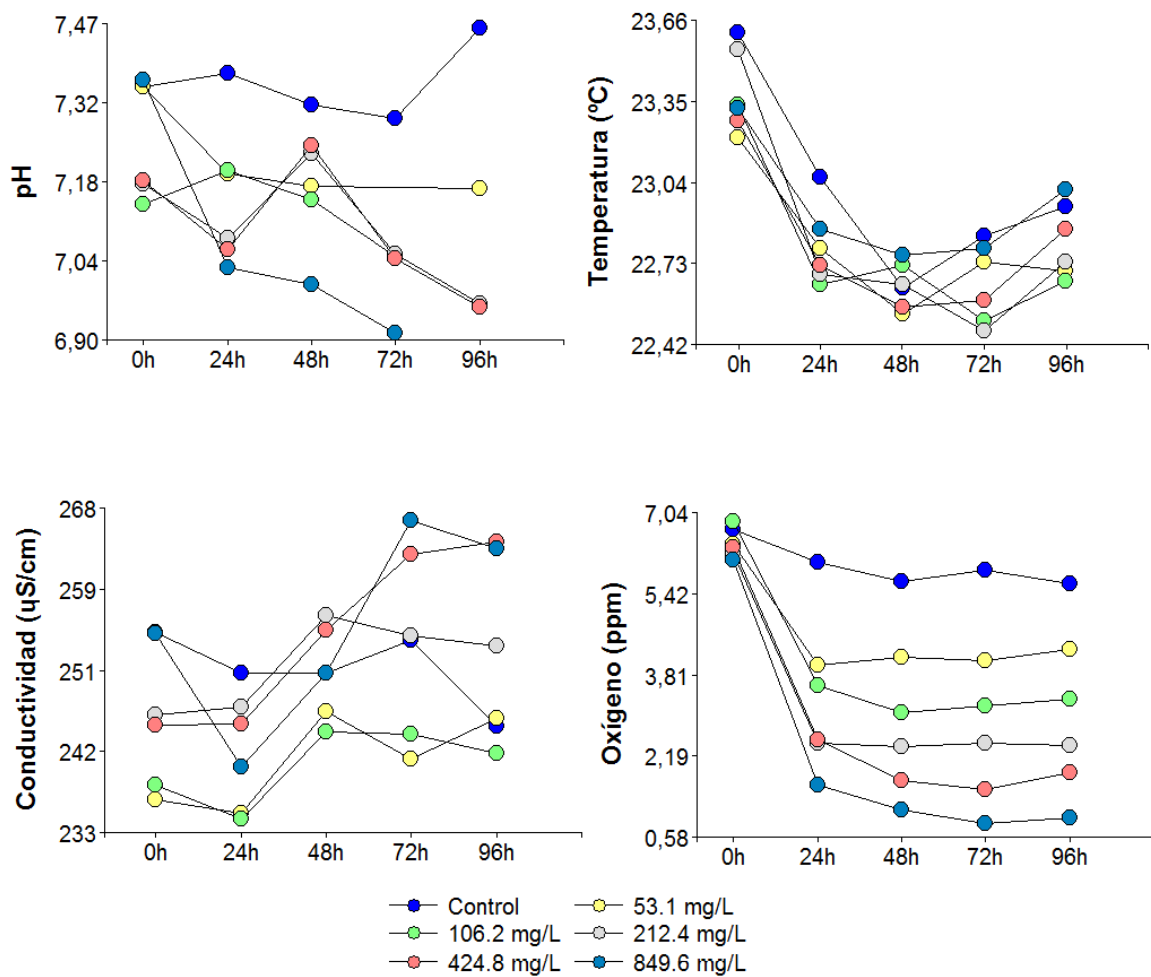 pH
7,47
7,32
7,18
7,04
6,90
0h 24h 48h 72h 96h
Temperatura (ºC)
23,66
23,35
23,04
22,73
22,42
0h 24h 48h 72h 96h
Conductividad (ųS/cm)
268
259
251
242
233
0h 24h 48h 72h 96h
Oxígeno (ppm)
7,04
5,42
3,81
2,19
0,58
0h 24h 48h 72h 96h
Control 53.1 mg/L
106.2 mg/L 212.4 mg/L
424.8 mg/L 849.6 mg/L